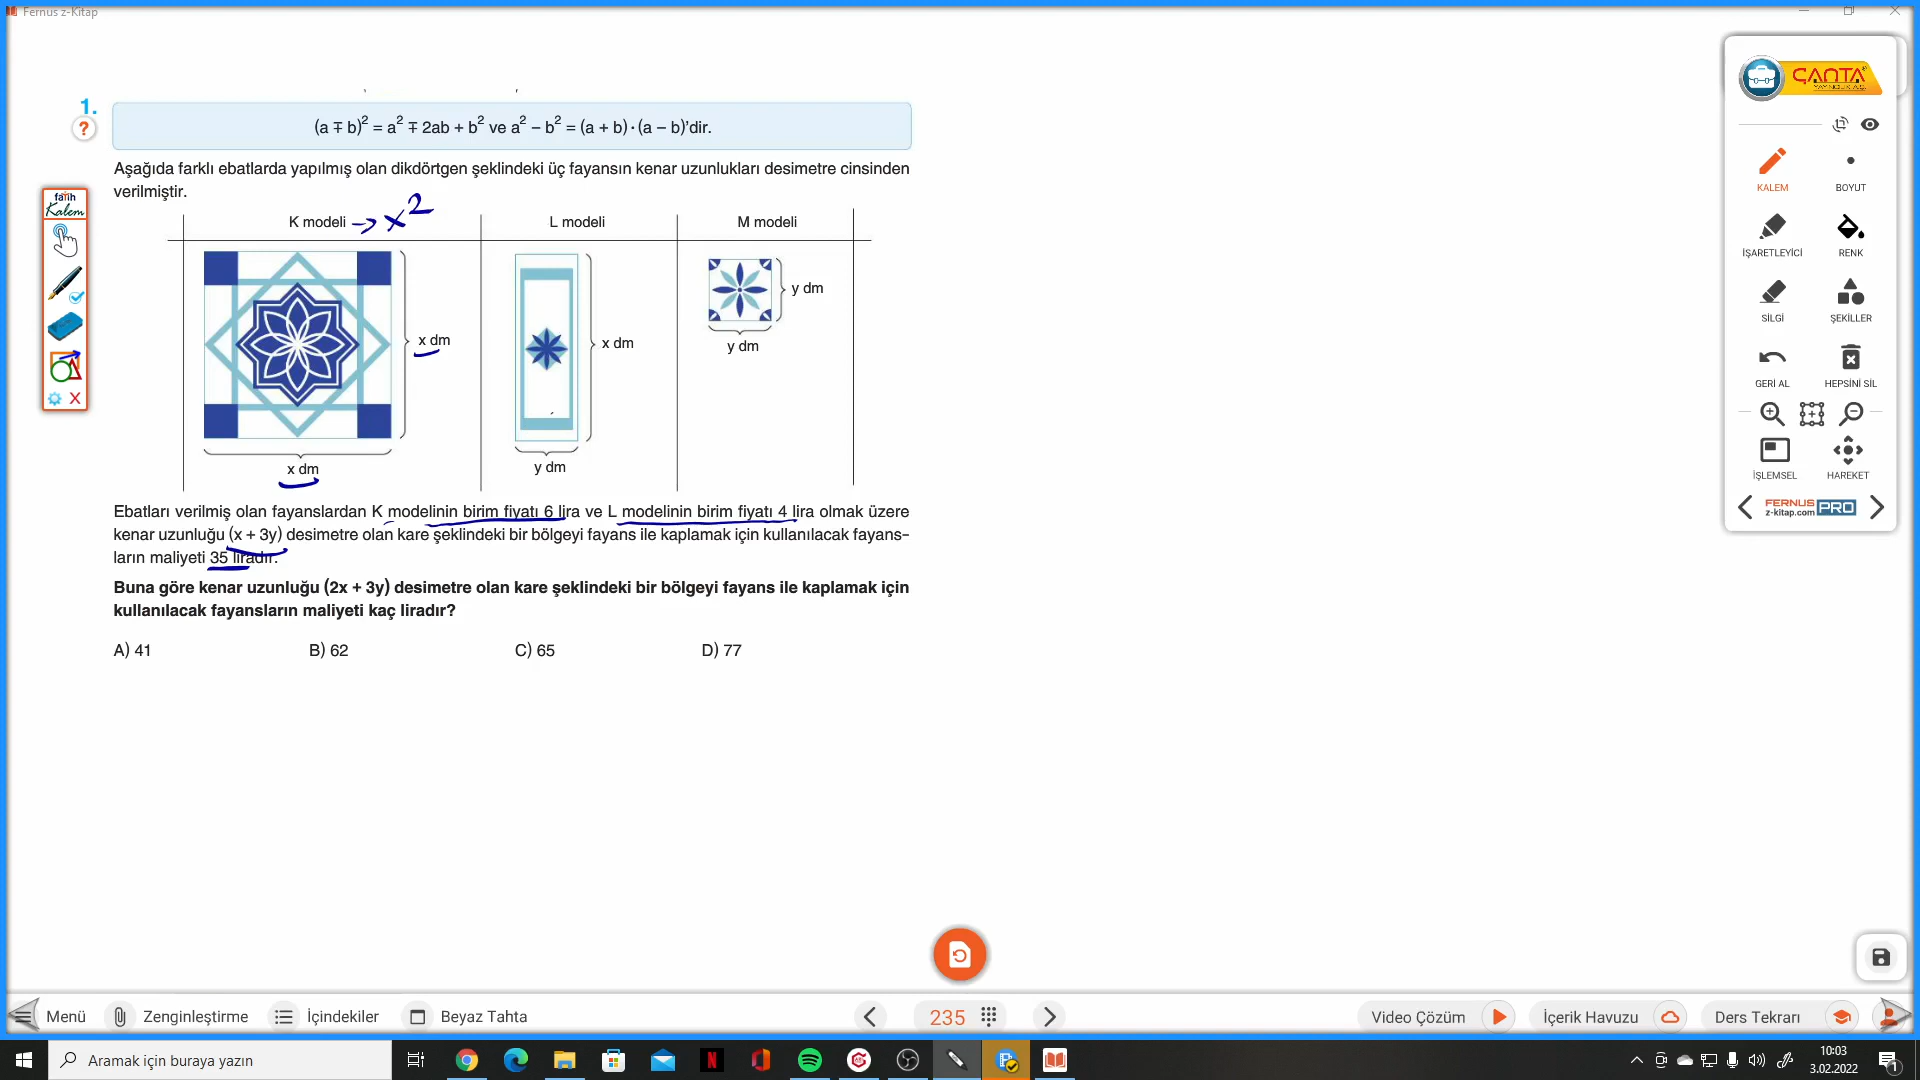 Fernus z-Kitap
1.
?
(a ∓ b)² = a² ∓ 2ab + b² ve a² – b² = (a + b)·(a – b)'dir.
Aşağıda farklı ebatlarda yapılmış olan dikdörtgen şeklindeki üç fayansın kenar uzunlukları desimetre cinsinden
verilmiştir.
fatih
Kalem
K modeli → x²
L modeli
M modeli
x dm
x dm
x dm
y dm
y dm
y dm
Ebatları verilmiş olan fayanslardan K modelinin birim fiyatı 6 lira ve L modelinin birim fiyatı 4 lira olmak üzere
kenar uzunluğu (x + 3y) desimetre olan kare şeklindeki bir bölgeyi fayans ile kaplamak için kullanılacak fayans-
ların maliyeti 35 liradır.
Buna göre kenar uzunluğu (2x + 3y) desimetre olan kare şeklindeki bir bölgeyi fayans ile kaplamak için
kullanılacak fayansların maliyeti kaç liradır?
A) 41 B) 62 C) 65 D) 77
ÇANTA
YAYINCILIK A.Ş.
KALEM
BOYUT
İŞARETLEYİCİ
RENK
SİLGİ
ŞEKİLLER
GERİ AL
HEPSİNİ SİL
İŞLEMSEL
HAREKET
FERNUS
z-kitap.com PRO
Menü
Zenginleştirme
İçindekiler
Beyaz Tahta
235
Video Çözüm
İçerik Havuzu
Ders Tekrarı
Aramak için buraya yazın
10:03
3.02.2022
1